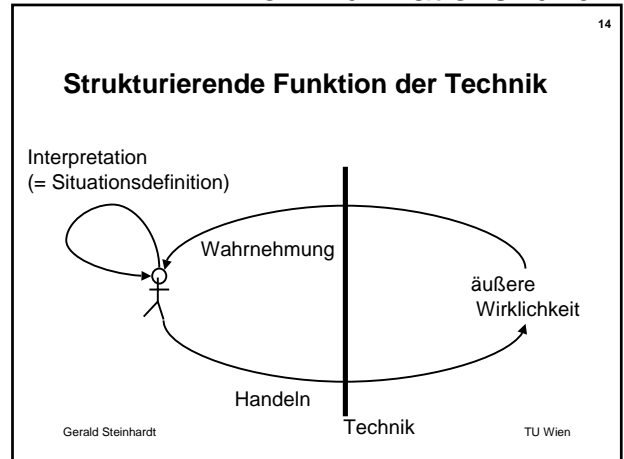 14
Strukturierende Funktion der Technik
Interpretation
(= Situationsdefinition)
Wahrnehmung
äußere
Wirklichkeit
Handeln
Technik
Gerald Steinhardt
TU Wien